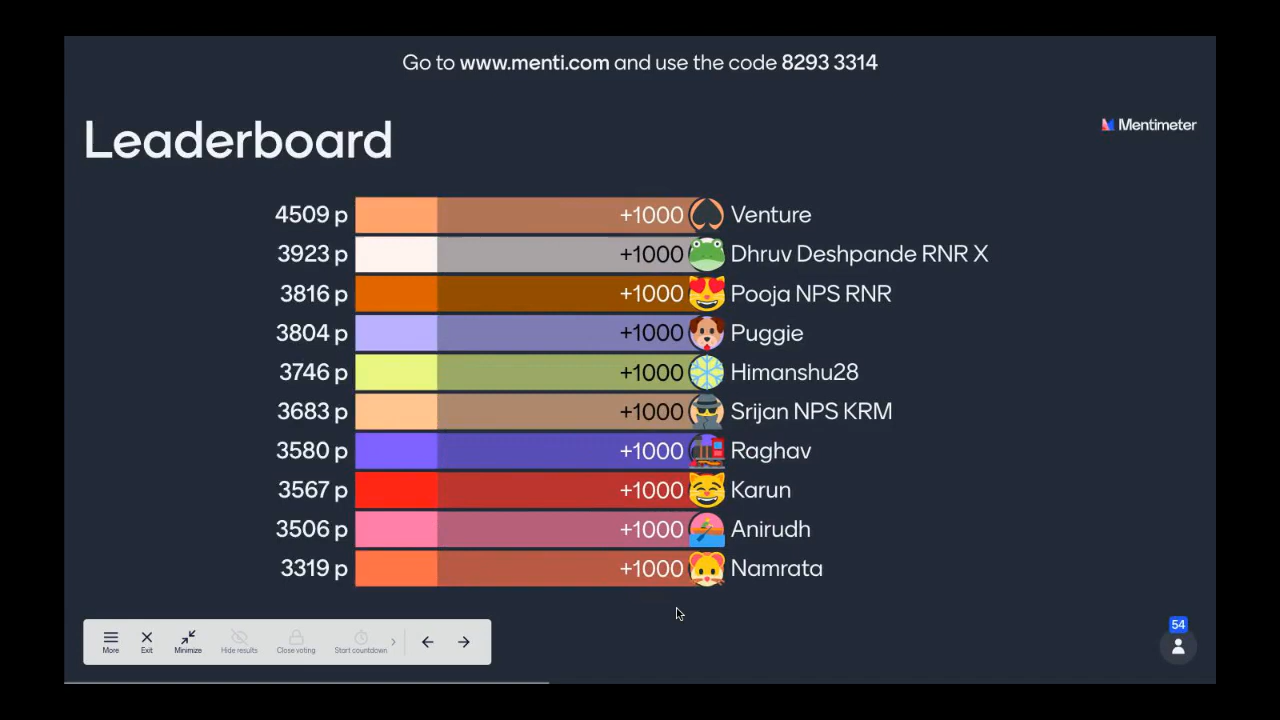 Go to www.menti.com and use the code 8293 3314
Mentimeter
Leaderboard
4509 p +1000 Venture
3923 p +1000 Dhruv Deshpande RNR X
3816 p +1000 Pooja NPS RNR
3804 p +1000 Puggie
3746 p +1000 Himanshu28
3683 p +1000 Srijan NPS KRM
3580 p +1000 Raghav
3567 p +1000 Karun
3506 p +1000 Anirudh
3319 p +1000 Namrata
More Exit Minimize Hide results Close voting Start countdown
54